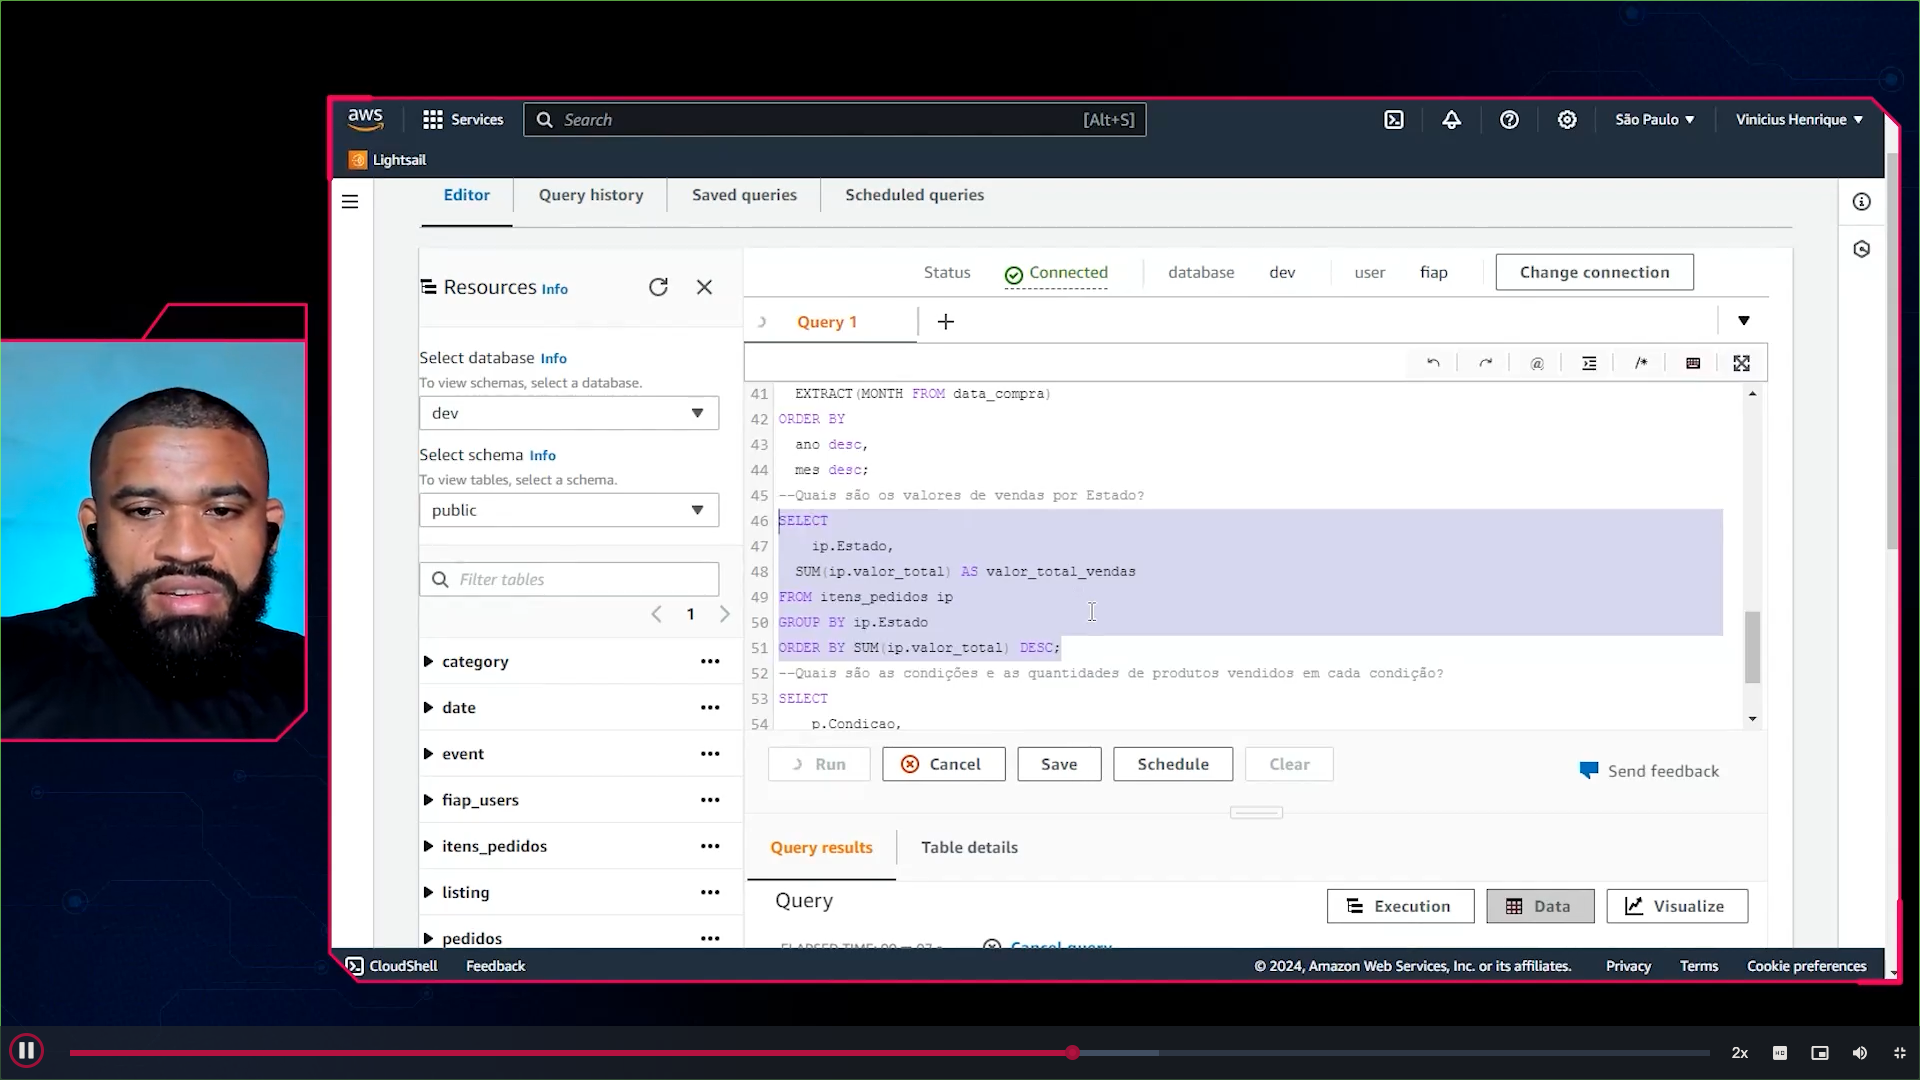 aws
Services
Search
[Alt+S]
São Paulo
Vinicius Henrique
Lightsail
Editor
Query history
Saved queries
Scheduled queries
Resources Info
Status
Connected
database
dev
user
fiap
Change connection
Query 1
Select database Info
To view schemas, select a database.
dev
Select schema Info
To view tables, select a schema.
public
Filter tables
1
category
date
event
fiap_users
itens_pedidos
listing
pedidos
@
/*
41 EXTRACT(MONTH FROM data_compra)
42 ORDER BY
43 ano desc,
44 mes desc;
45 --Quais são os valores de vendas por Estado?
46 SELECT
47 ip.Estado,
48 SUM(ip.valor_total) AS valor_total_vendas
49 FROM itens_pedidos ip
50 GROUP BY ip.Estado
51 ORDER BY SUM(ip.valor_total) DESC;
52 --Quais são as condições e as quantidades de produtos vendidos em cada condição?
53 SELECT
54 p.Condicao,
Run
Cancel
Save
Schedule
Clear
Send feedback
Query results
Table details
Query
Execution
Data
Visualize
Cancel query
CloudShell
Feedback
© 2024, Amazon Web Services, Inc. or its affiliates.
Privacy
Terms
Cookie preferences
2x